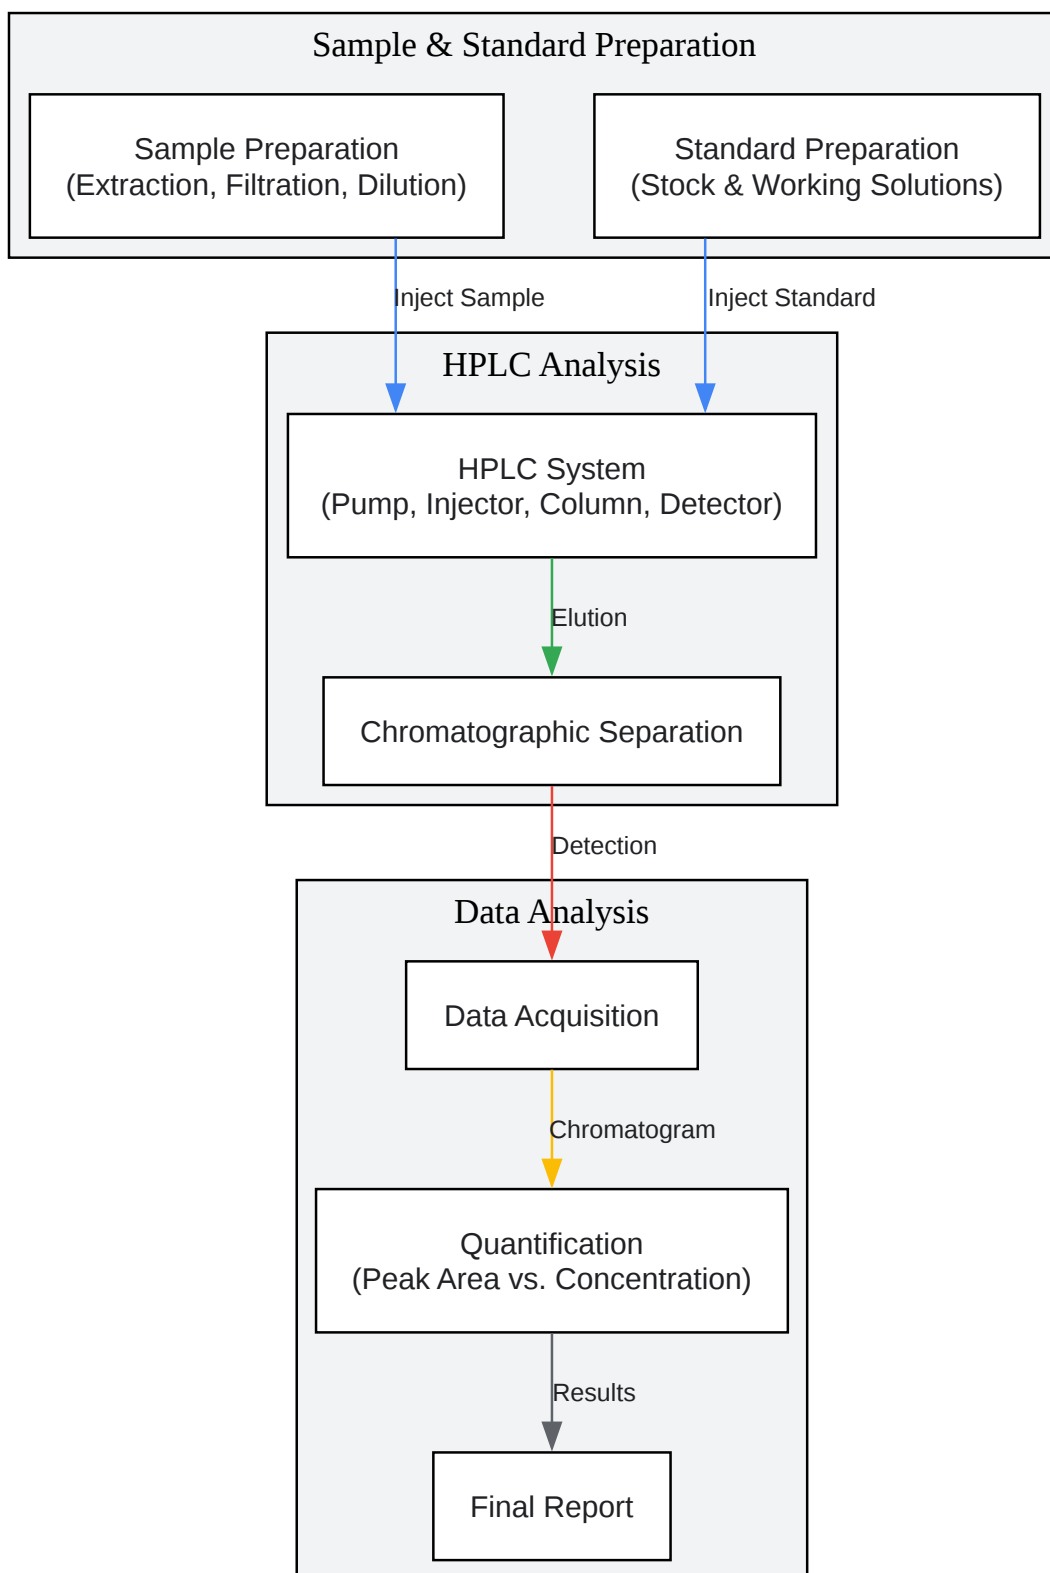 Sample & Standard Preparation
Sample Preparation
(Extraction, Filtration, Dilution)
Standard Preparation
(Stock & Working Solutions)
Inject Sample
Inject Standard
HPLC Analysis
HPLC System
(Pump, Injector, Column, Detector)
Elution
Chromatographic Separation
Detection
Data Analysis
Data Acquisition
Chromatogram
Quantification
(Peak Area vs. Concentration)
Results
Final Report